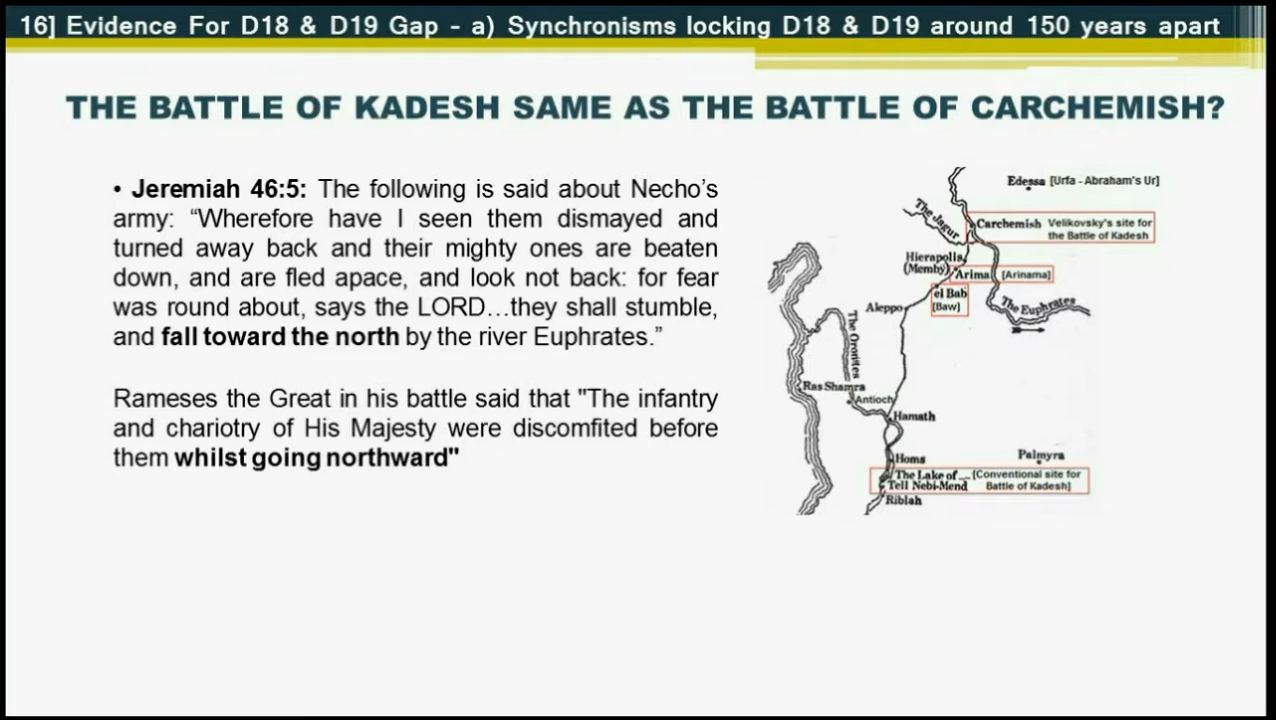 16] Evidence For D18 & D19 Gap - a) Synchronisms locking D18 & D19 around 150 years apart
THE BATTLE OF KADESH SAME AS THE BATTLE OF CARCHEMISH?
• Jeremiah 46:5: The following is said about Necho's
army: “Wherefore have I seen them dismayed and
turned away back and their mighty ones are beaten
down, and are fled apace, and look not back: for fear
was round about, says the LORD…they shall stumble,
and fall toward the north by the river Euphrates.”
Rameses the Great in his battle said that "The infantry
and chariotry of His Majesty were discomfited before
them whilst going northward"
Edessa [Urfa - Abraham's Ur]
The Jagur
Carchemish Velikovsky's site for
the Battle of Kadesh
Hierapolis
(Memby)
Arima [Arinama]
el Bab
[Baw]
Aleppo
The Euphrates
The Orontes
Ras Shamra
Antioch
Hamath
Homs
Palmyra
The Lake of [Conventional site for
Tell Nebi-Mend Battle of Kadesh]
Riblah